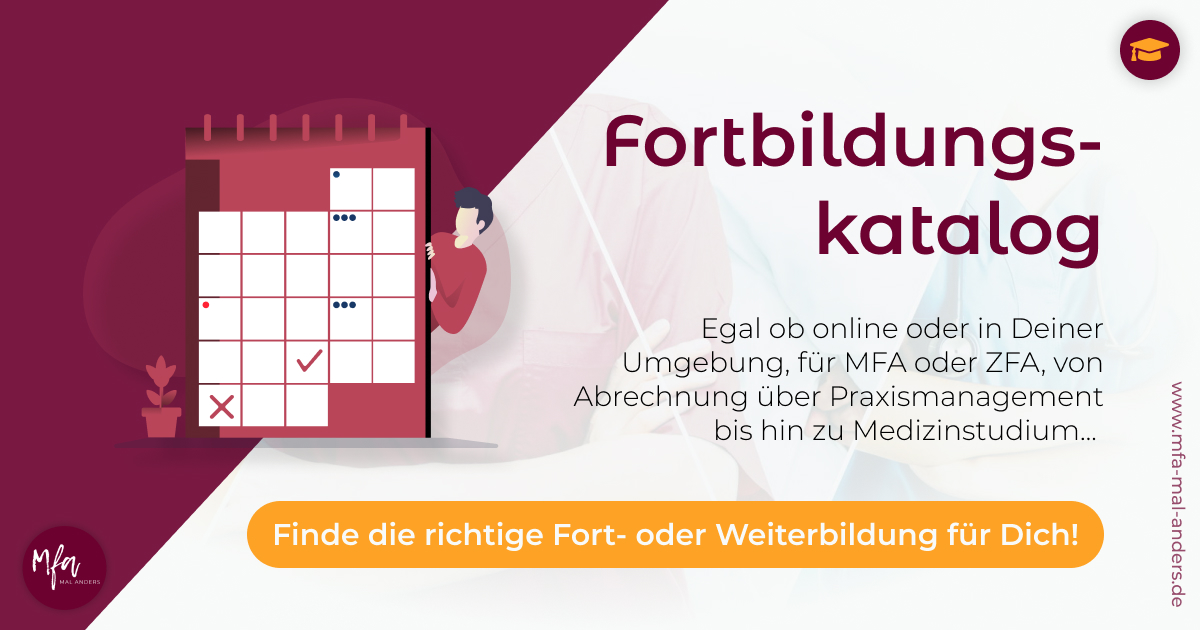 Fortbildungs-
katalog
Egal ob online oder in Deiner
Umgebung, für MFA oder ZFA, von
Abrechnung über Praxismanagement
bis hin zu Medizinstudium...
Finde die richtige Fort- oder Weiterbildung für Dich!
www.mfa-mal-anders.de
Mfa
MAL ANDERS